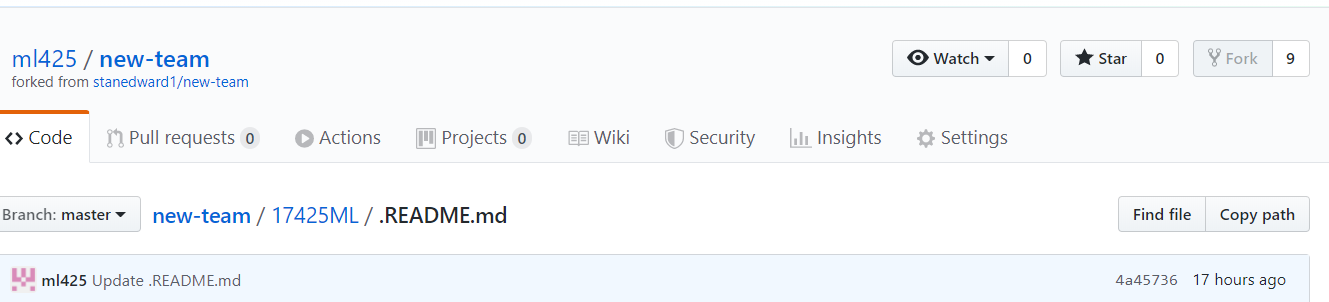 ml425 / new-team
Watch 0 Star 0 Fork 9
forked from stanedward1/new-team
Code Pull requests 0 Actions Projects 0 Wiki Security Insights Settings
Branch: master new-team / 17425ML / .README.md Find file Copy path
ml425 Update .README.md 4a45736 17 hours ago